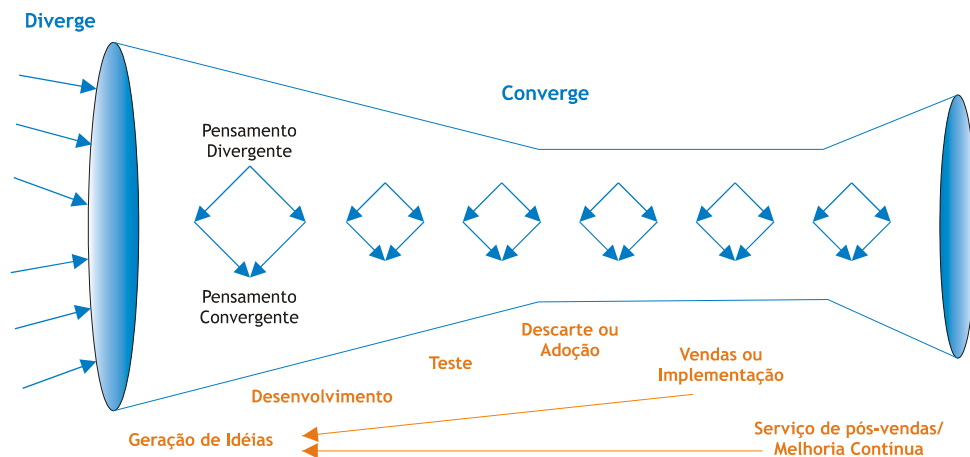 Diverge
Converge
Pensamento
Divergente
Pensamento
Convergente
Descarte ou
Adoção
Teste
Vendas ou
Implementação
Desenvolvimento
Geração de Idéias
Serviço de pós-vendas/
Melhoria Contínua